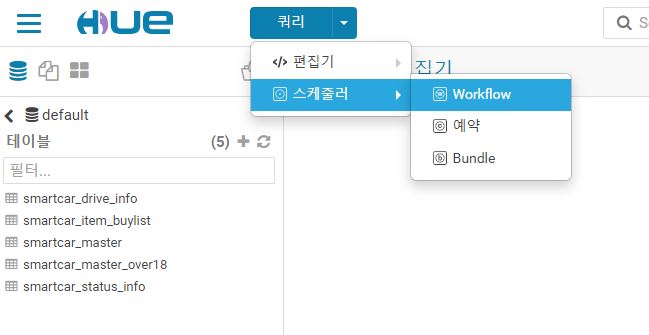 HUE
쿼리
Se
</> 편집기
집기
스케줄러
Workflow
예약
Bundle
default
테이블 (5)
필터...
smartcar_drive_info
smartcar_item_buylist
smartcar_master
smartcar_master_over18
smartcar_status_info